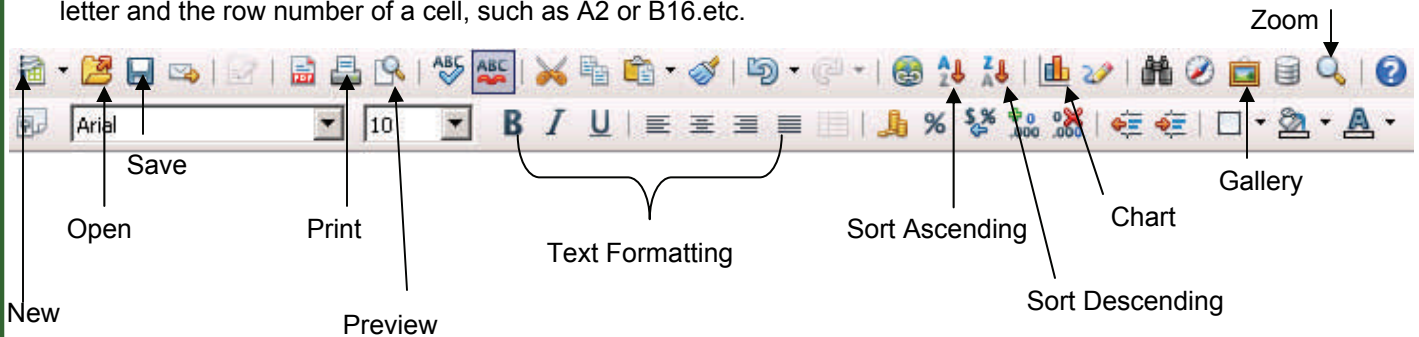 letter and the row number of a cell, such as A2 or B16.etc.
Zoom
Arial 10 B I U
Save
Gallery
Open Print Sort Ascending Chart
Text Formatting
New Preview Sort Descending